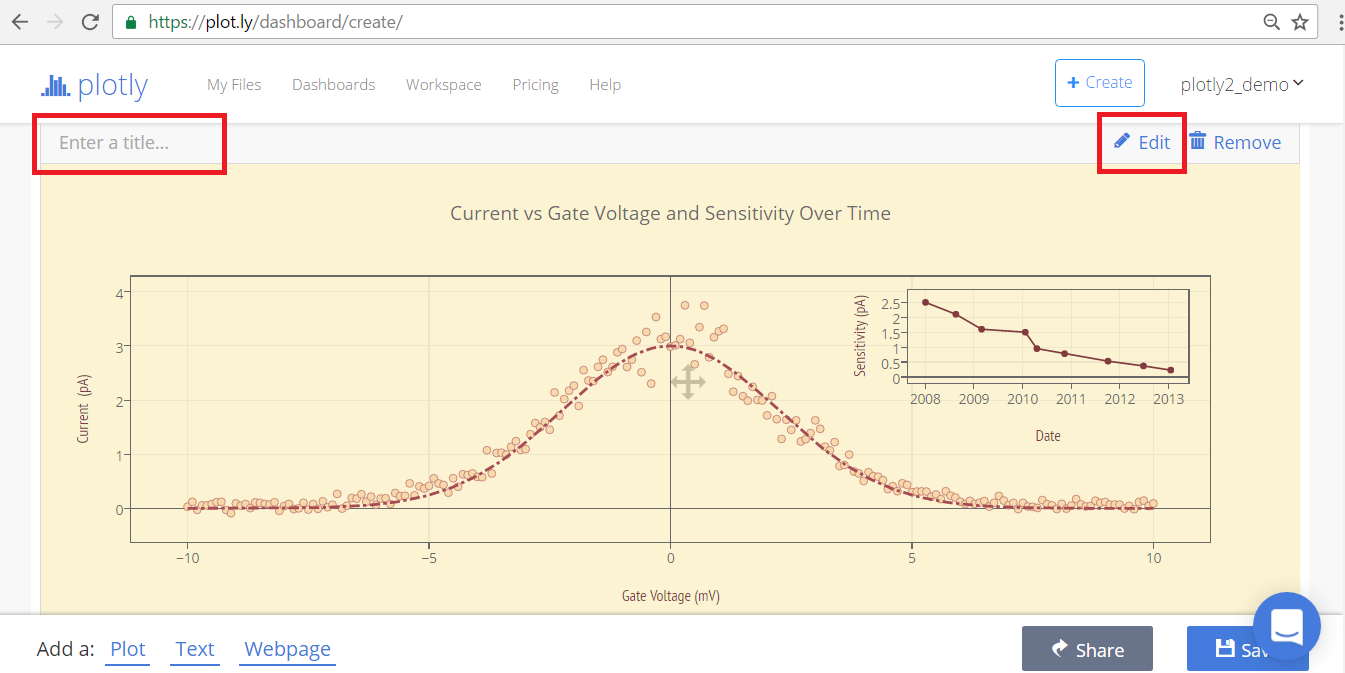 https://plot.ly/dashboard/create/
plotly My Files Dashboards Workspace Pricing Help + Create plotly2_demo
Enter a title... Edit Remove
Current vs Gate Voltage and Sensitivity Over Time
Current (pA)
4
3
2
1
0
−10 −5 0 5 10
Gate Voltage (mV)
Sensitivity (pA)
2.5
2
1.5
1
0.5
0
2008 2009 2010 2011 2012 2013
Date
Add a: Plot Text Webpage Share